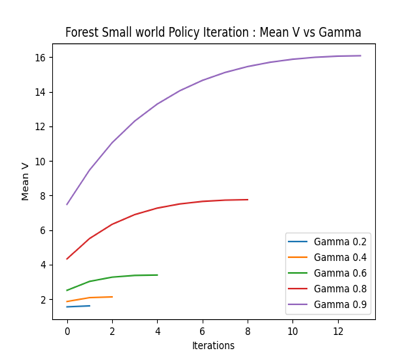 Forest Small world Policy Iteration : Mean V vs Gamma
Mean V
16
14
12
10
8
6
4
2
0 2 4 6 8 10 12
Iterations
Gamma 0.2
Gamma 0.4
Gamma 0.6
Gamma 0.8
Gamma 0.9